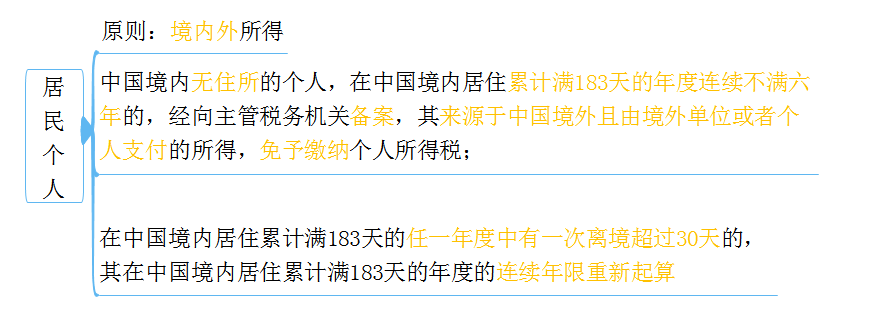 居民个人
原则：境内外所得
中国境内无住所的个人，在中国境内居住累计满183天的年度连续不满六
年的，经向主管税务机关备案，其来源于中国境外且由境外单位或者个
人支付的所得，免予缴纳个人所得税；
在中国境内居住累计满183天的任一年度中有一次离境超过30天的，
其在中国境内居住累计满183天的年度的连续年限重新起算